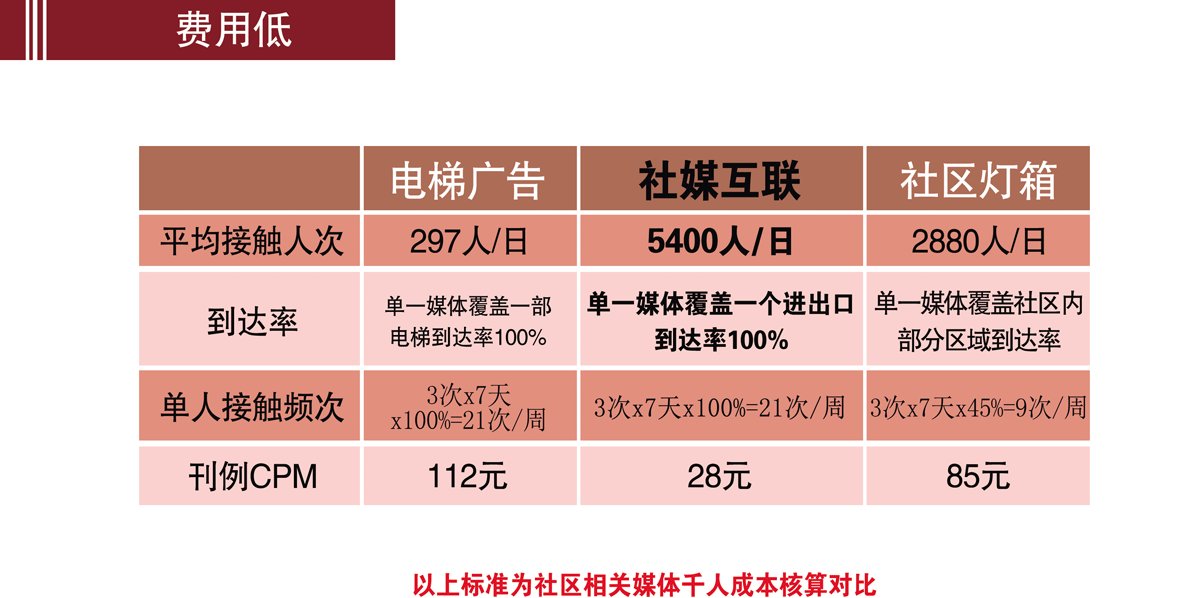 费用低
电梯广告 社媒互联 社区灯箱
平均接触人次 297人/日 5400人/日 2880人/日
到达率
单一媒体覆盖一部
电梯到达率100%
单一媒体覆盖一个进出口
到达率100%
单一媒体覆盖社区内
部分区域到达率
单人接触频次
3次x7天
x100%=21次/周
3次x7天x100%=21次/周
3次x7天x45%=9次/周
刊例CPM 112元 28元 85元
以上标准为社区相关媒体千人成本核算对比